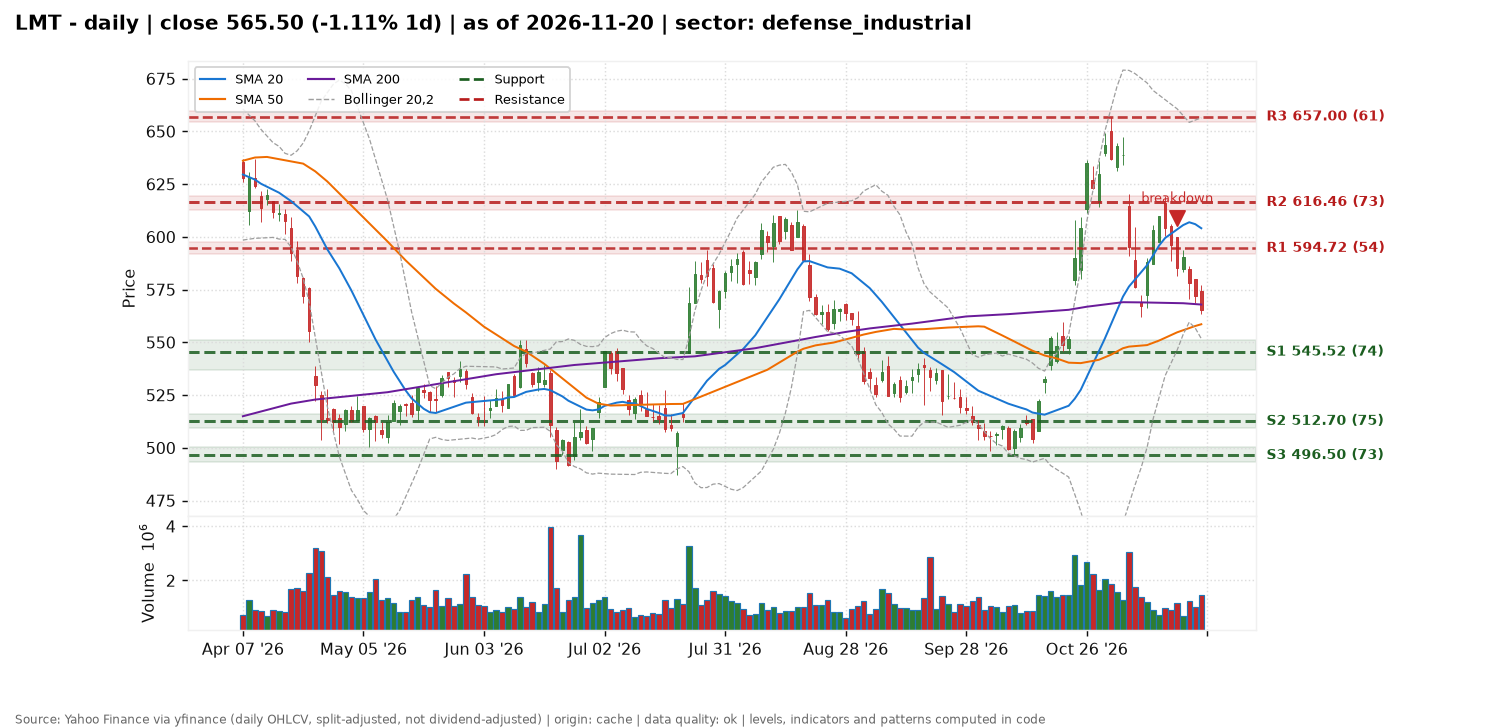 LMT - daily | close 565.50 (-1.11% 1d) | as of 2026-11-20 | sector: defense_industrial
SMA 20
SMA 50
SMA 200
Bollinger 20,2
Support
Resistance
Price
675
650
625
600
575
550
525
500
475
breakdown
R3 657.00 (61)
R2 616.46 (73)
R1 594.72 (54)
S1 545.52 (74)
S2 512.70 (75)
S3 496.50 (73)
Volume 10⁶
4
2
Apr 07 '26
May 05 '26
Jun 03 '26
Jul 02 '26
Jul 31 '26
Aug 28 '26
Sep 28 '26
Oct 26 '26
Source: Yahoo Finance via yfinance (daily OHLCV, split-adjusted, not dividend-adjusted) | origin: cache | data quality: ok | levels, indicators and patterns computed in code